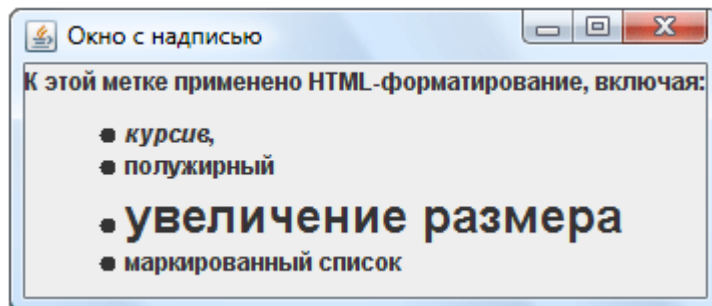 Окно с надписью
К этой метке применено HTML-форматирование, включая:
курсив,
полужирный
увеличение размера
маркированный список